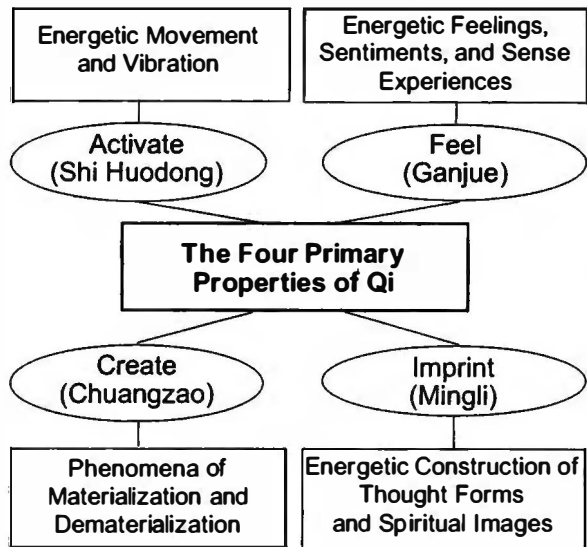 Energetic Movement
and Vibration
Energetic Feelings,
Sentiments, and Sense
Experiences
Activate
(Shi Huodong)
Feel
(Ganjue)
The Four Primary
Properties of Qi
Create
(Chuangzao)
Imprint
(Mingli)
Phenomena of
Materialization and
Dematerialization
Energetic Construction of
Thought Forms
and Spiritual Images